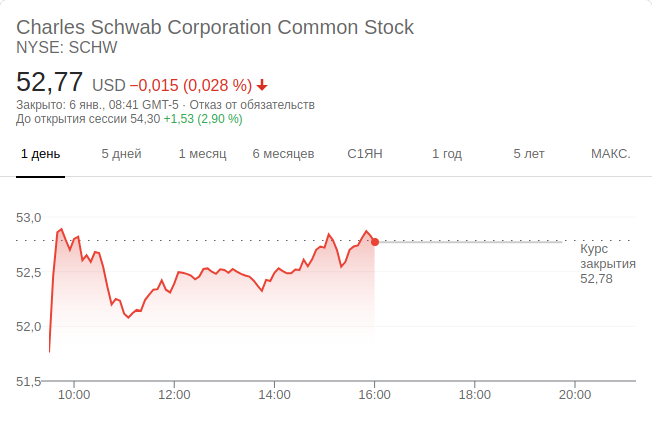 Charles Schwab Corporation Common Stock
NYSE: SCHW
52,77 USD −0,015 (0,028 %)
Закрыто: 6 янв., 08:41 GMT-5 · Отказ от обязательств
До открытия сессии 54,30 +1,53 (2,90 %)
1 день 5 дней 1 месяц 6 месяцев С1ЯН 1 год 5 лет МАКС.
53,0
Курс
закрытия
52,5
52,78
52,0
51,5
10:00 12:00 14:00 16:00 18:00 20:00